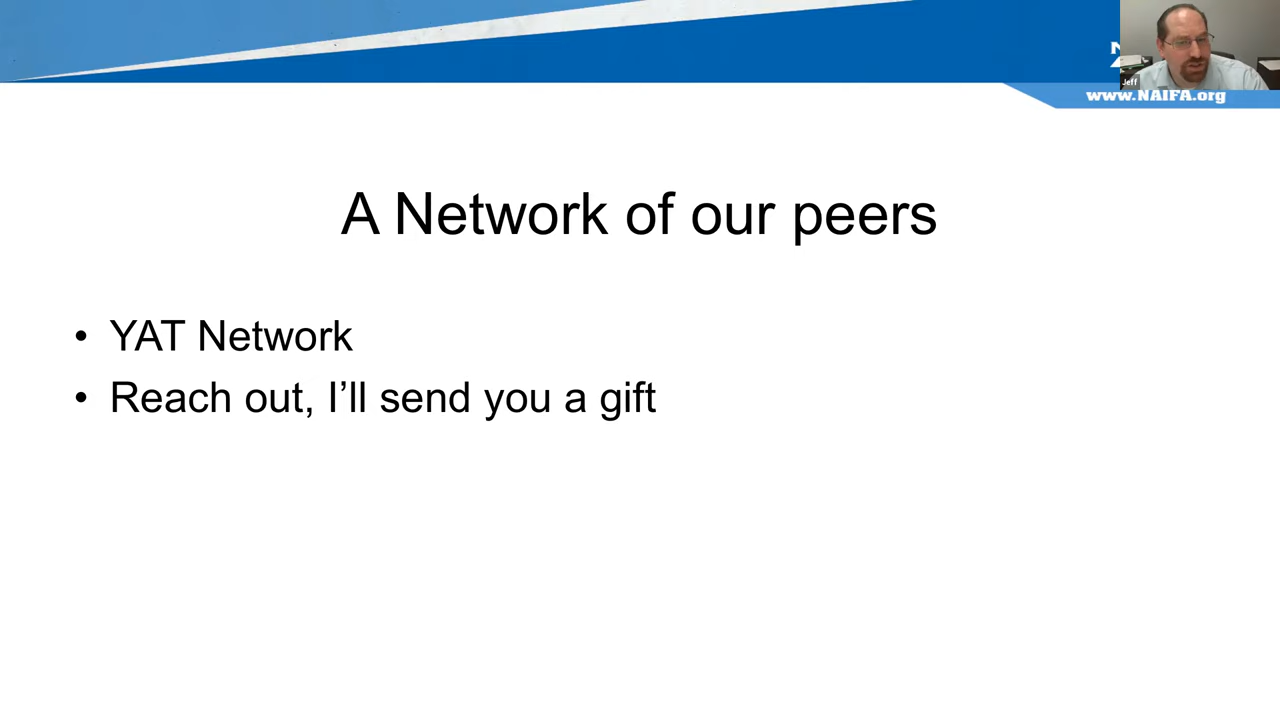 Jeff
www.NAIFA.org
A Network of our peers
• YAT Network
• Reach out, I’ll send you a gift